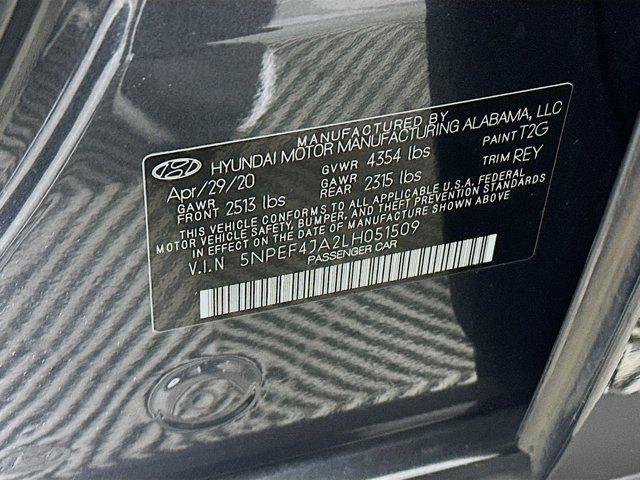 MANUFACTURED BY
HYUNDAI MOTOR MANUFACTURING ALABAMA, LLC
Apr/29/20 GVWR 4354 lbs PAINT T2G
GAWR FRONT 2513 lbs GAWR REAR 2315 lbs TRIM REY
THIS VEHICLE CONFORMS TO ALL APPLICABLE U.S.A. FEDERAL
MOTOR VEHICLE SAFETY, BUMPER, AND THEFT PREVENTION STANDARDS
IN EFFECT ON THE DATE OF MANUFACTURE SHOWN ABOVE
V.I.N 5NPEF4JA2LH051509
PASSENGER CAR